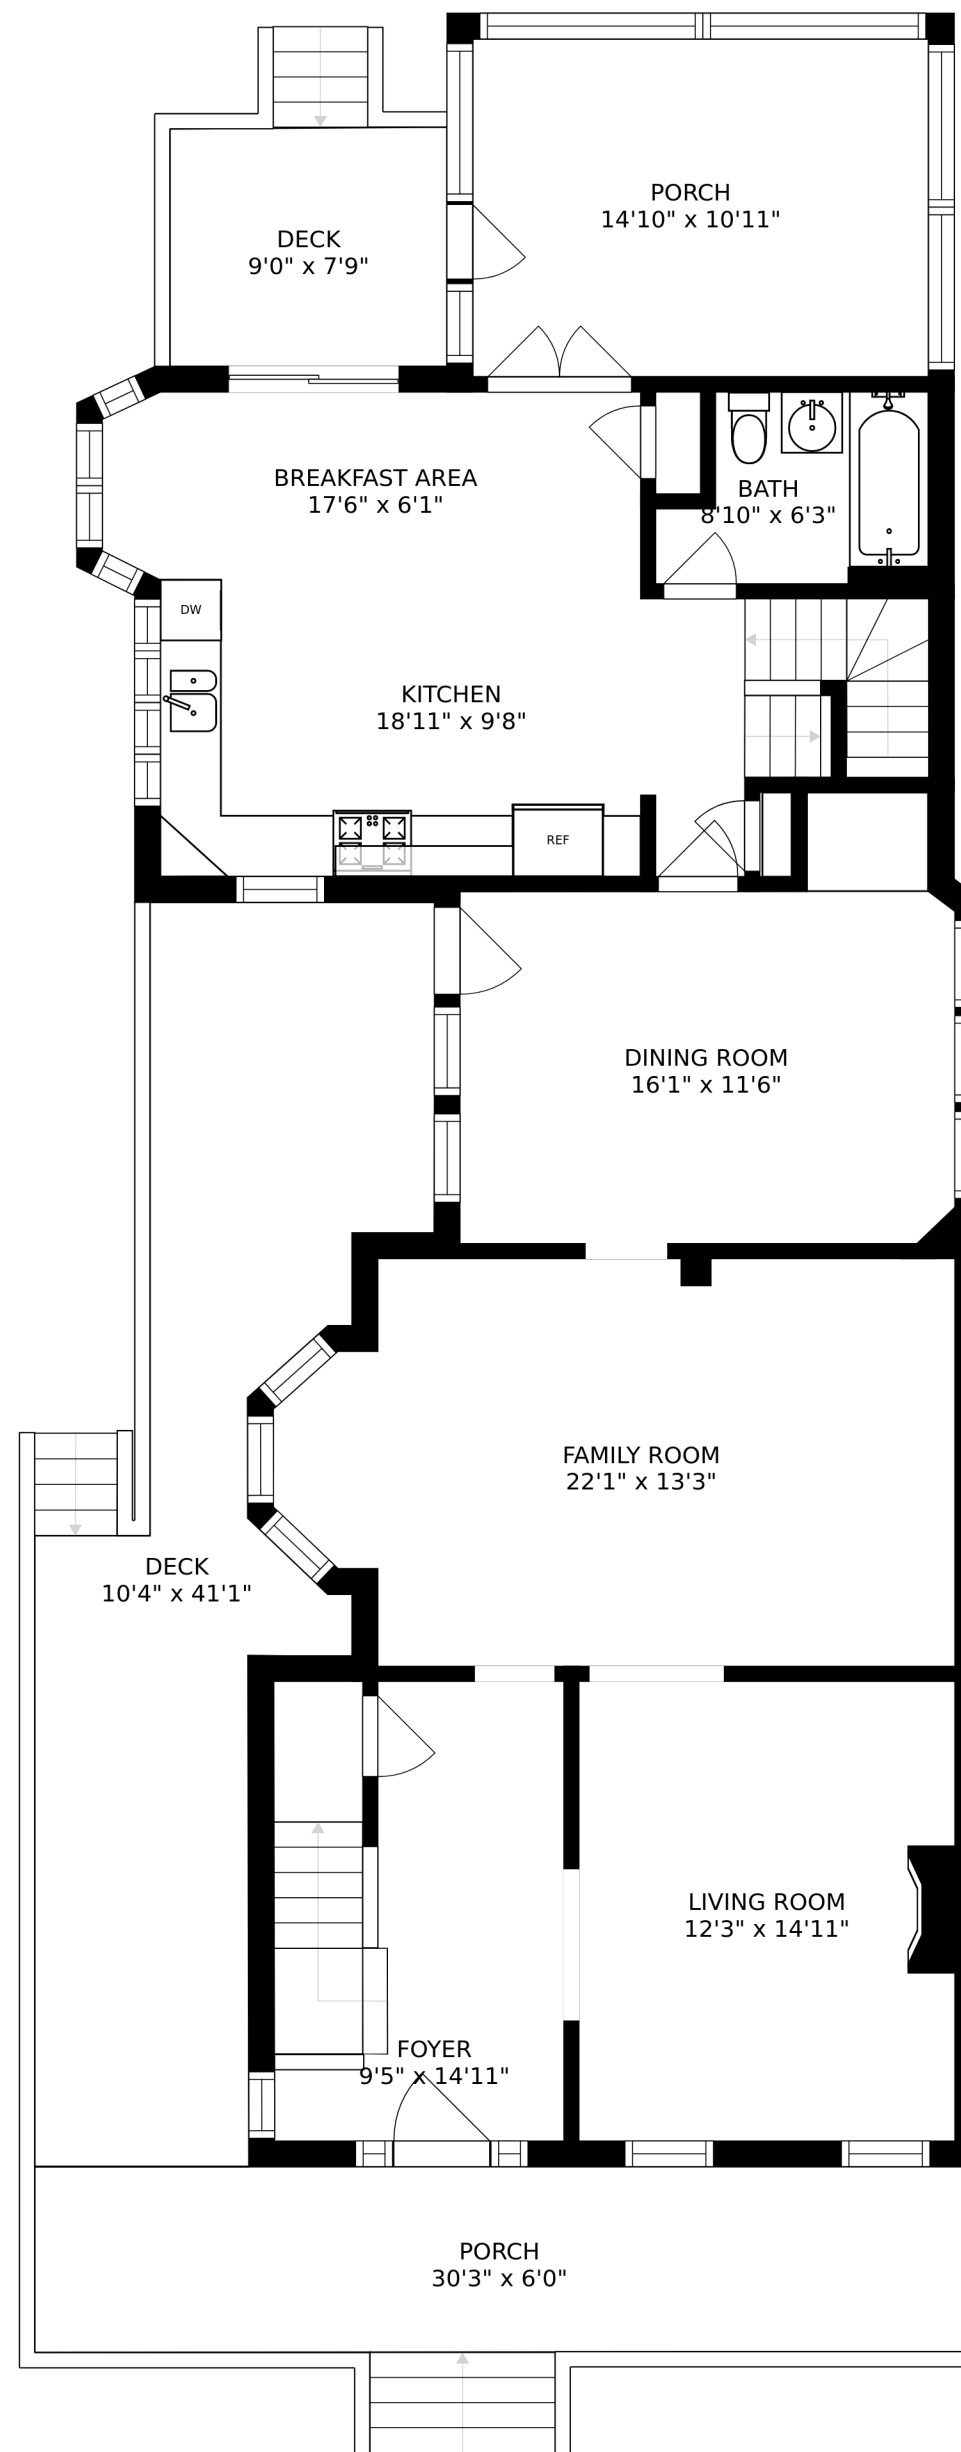 PORCH
14'10" x 10'11"
DECK
9'0" x 7'9"
BREAKFAST AREA
17'6" x 6'1"
BATH
8'10" x 6'3"
DW
KITCHEN
18'11" x 9'8"
REF
DINING ROOM
16'1" x 11'6"
FAMILY ROOM
22'1" x 13'3"
DECK
10'4" x 41'1"
LIVING ROOM
12'3" x 14'11"
FOYER
9'5" x 14'11"
PORCH
30'3" x 6'0"